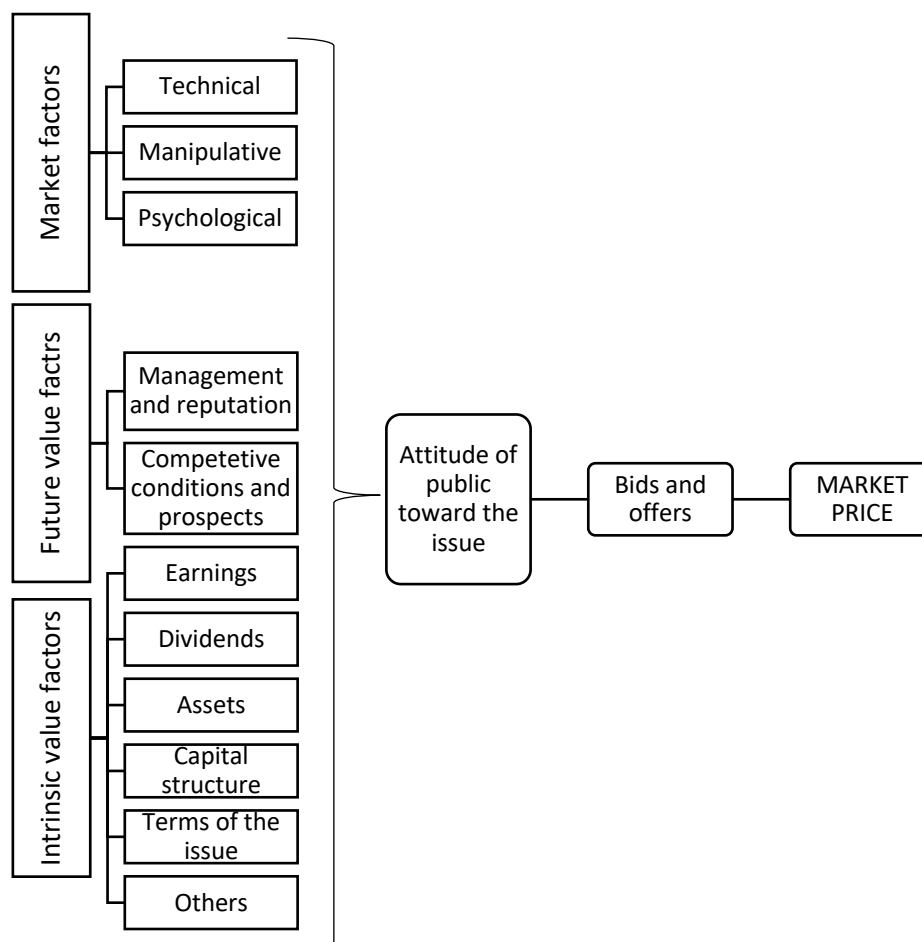 Market factors
Technical
Manipulative
Psychological
Future value factrs
Management
and reputation
Competetive
conditions and
prospects
Intrinsic value factors
Earnings
Dividends
Assets
Capital
structure
Terms of the
issue
Others
Attitude of
public
toward the
issue
Bids and
offers
MARKET
PRICE